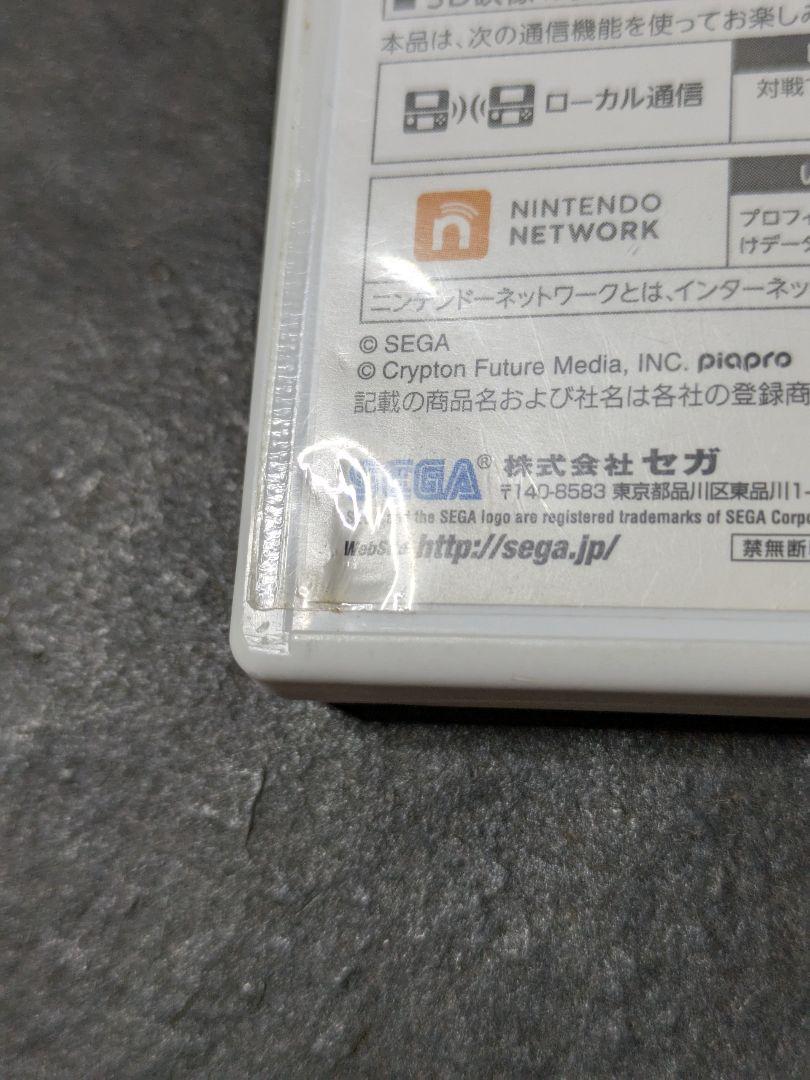 本品は、次の通信機能を使ってお楽しみ
ローカル通信
対戦
NINTENDO
NETWORK
プロフィ
けデータ
ニンテンドーネットワークとは、インターネッ
© SEGA
© Crypton Future Media, INC. piapro
記載の商品名および社名は各社の登録商
SEGA® 株式会社 セガ
〒140-8583 東京都品川区東品川1-
the SEGA logo are registered trademarks of SEGA Corpo
WebSite http://sega.jp/
禁無断